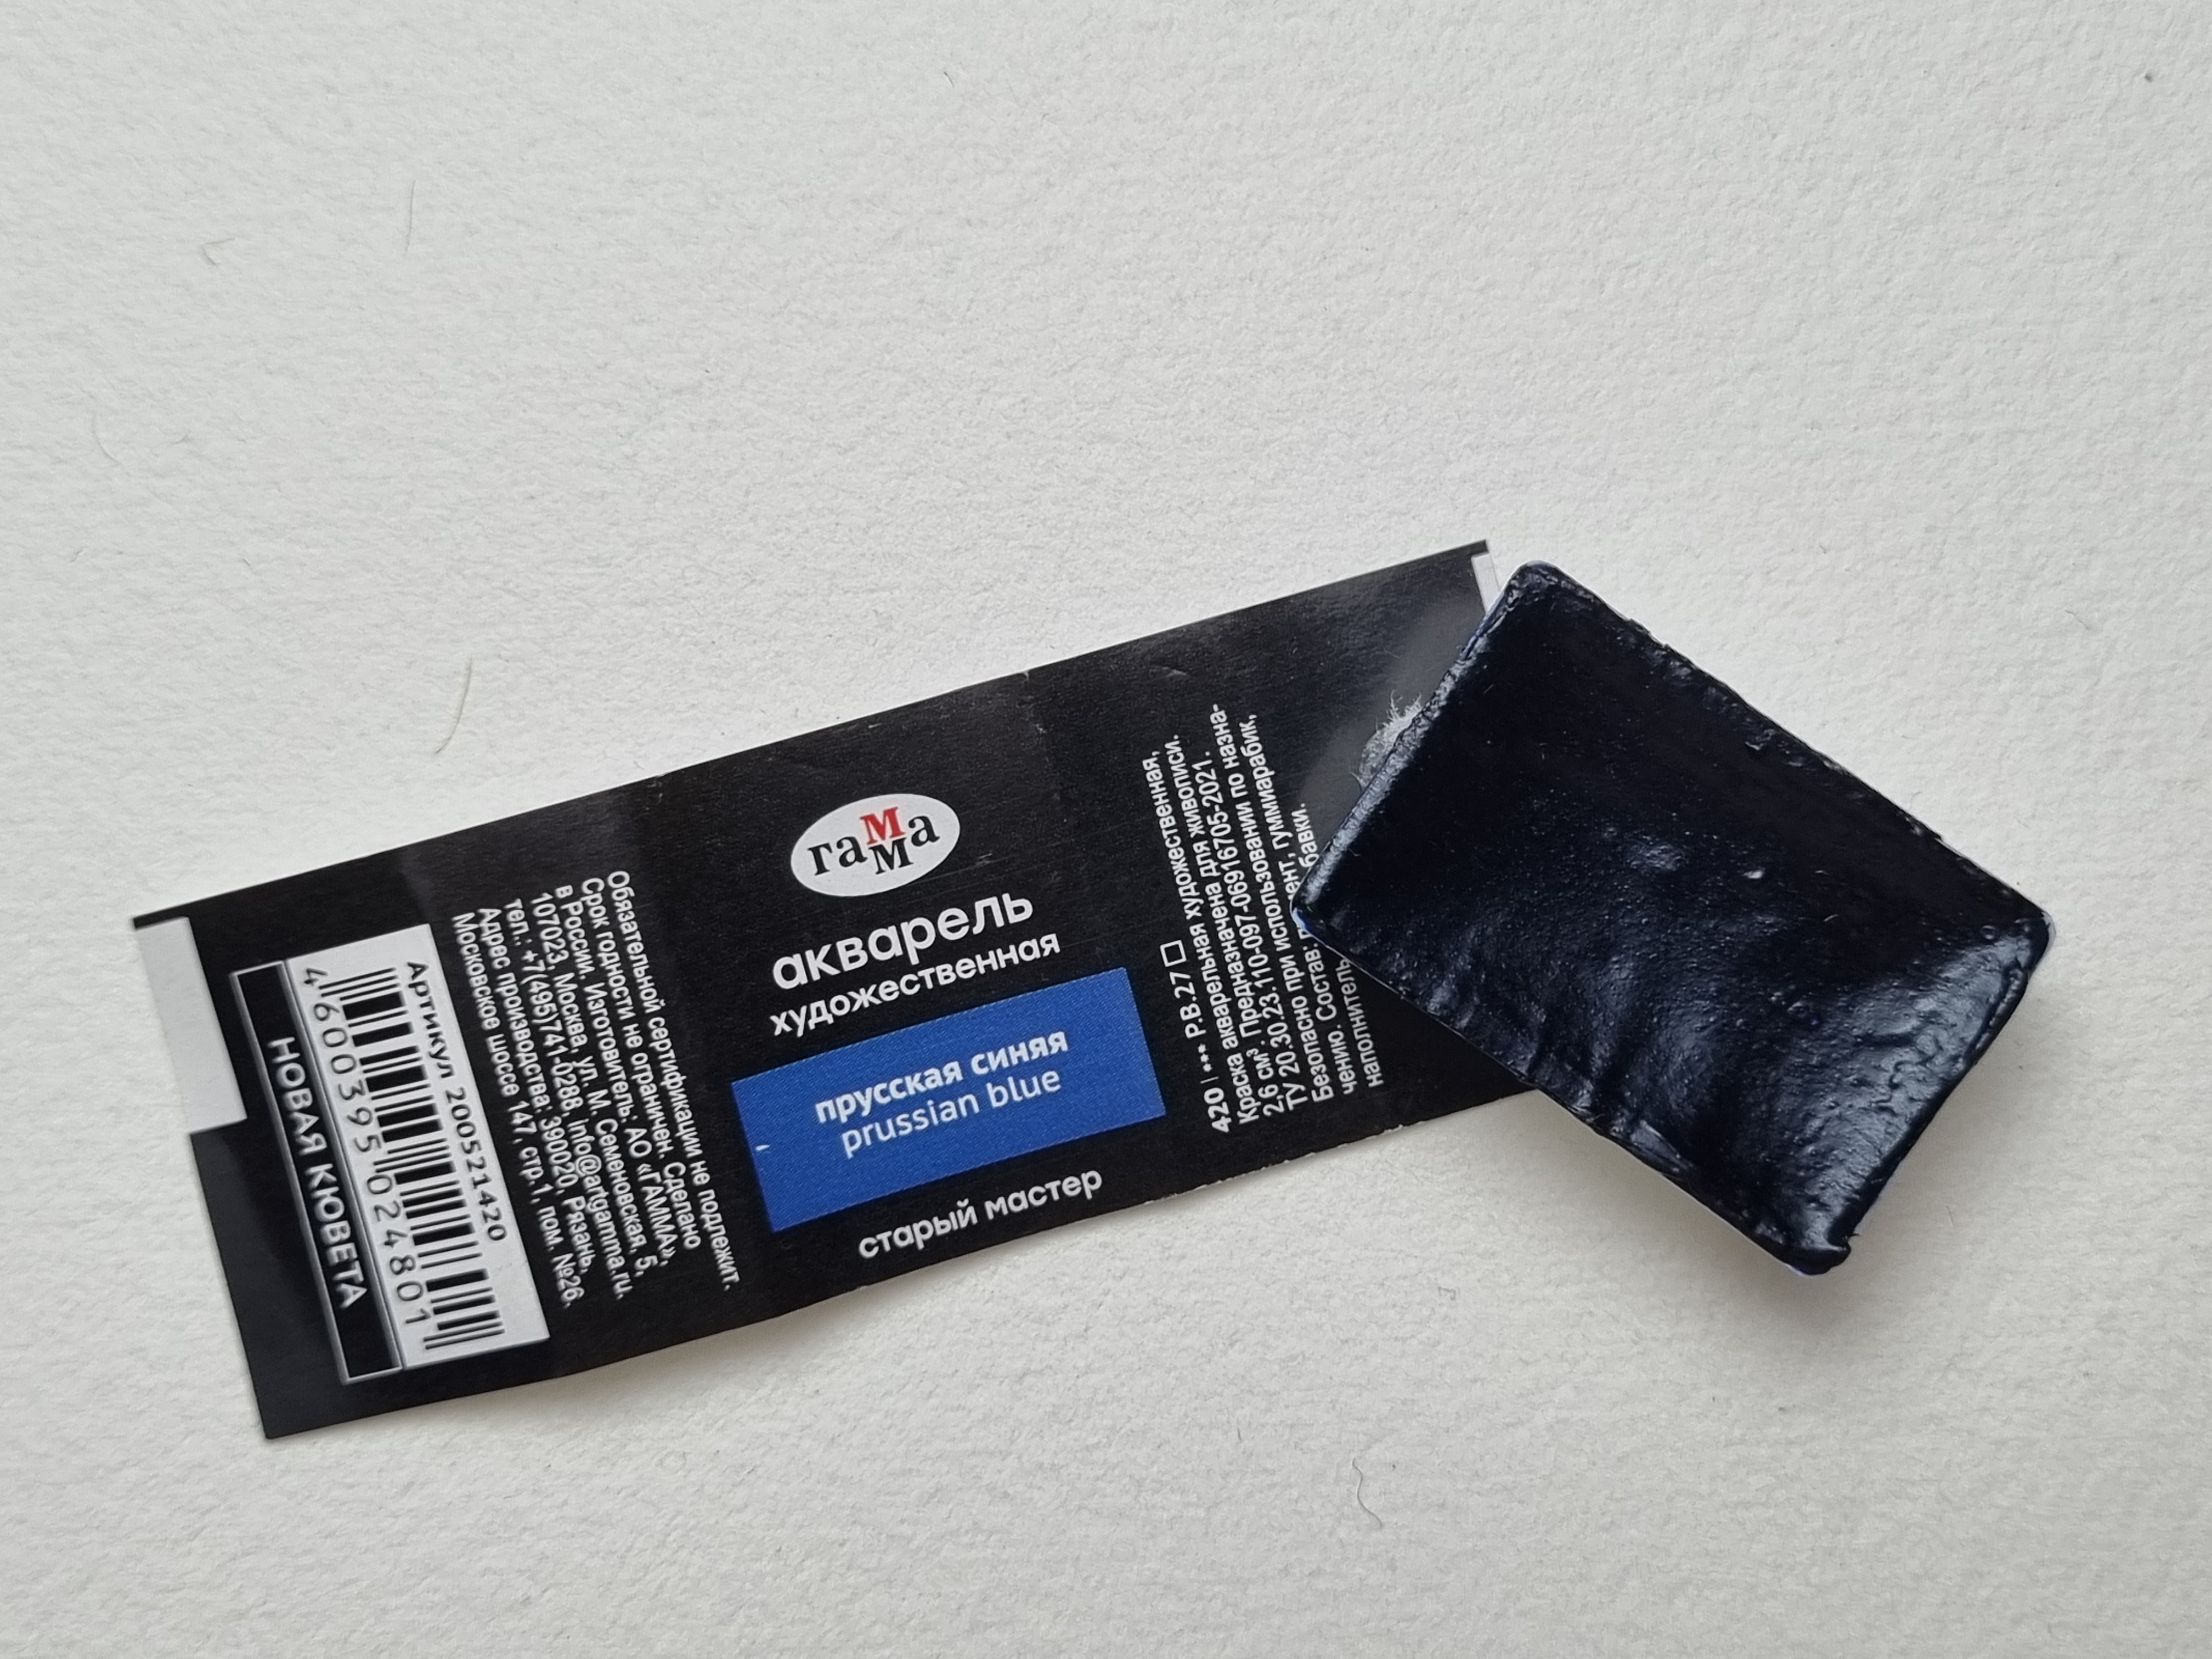 НОВАЯ КЮВЕТА
4 600395 024801
Артикул 200521420
Обязательной сертификации не подлежит.
Срок годности не ограничен. Сделано
в России. Изготовитель: АО «ГАММА»,
107023, Москва, ул. М. Семеновская, 5,
тел.: +7(495)741-0288, info@artgamma.ru.
Адрес производства: 390020, Рязань,
Московское шоссе 147, стр.1, пом. №26.
гамма
акварель
художественная
прусская синяя
prussian blue
старый мастер
420 | *** P.B.27 □
Краска акварельная художественная,
2,6 см³. Предназначена для живописи.
ТУ 20.30.23.110-097-06916705-2021.
Безопасно при использовании по назна-
чению. Состав: гуммиарабик,
наполнитель